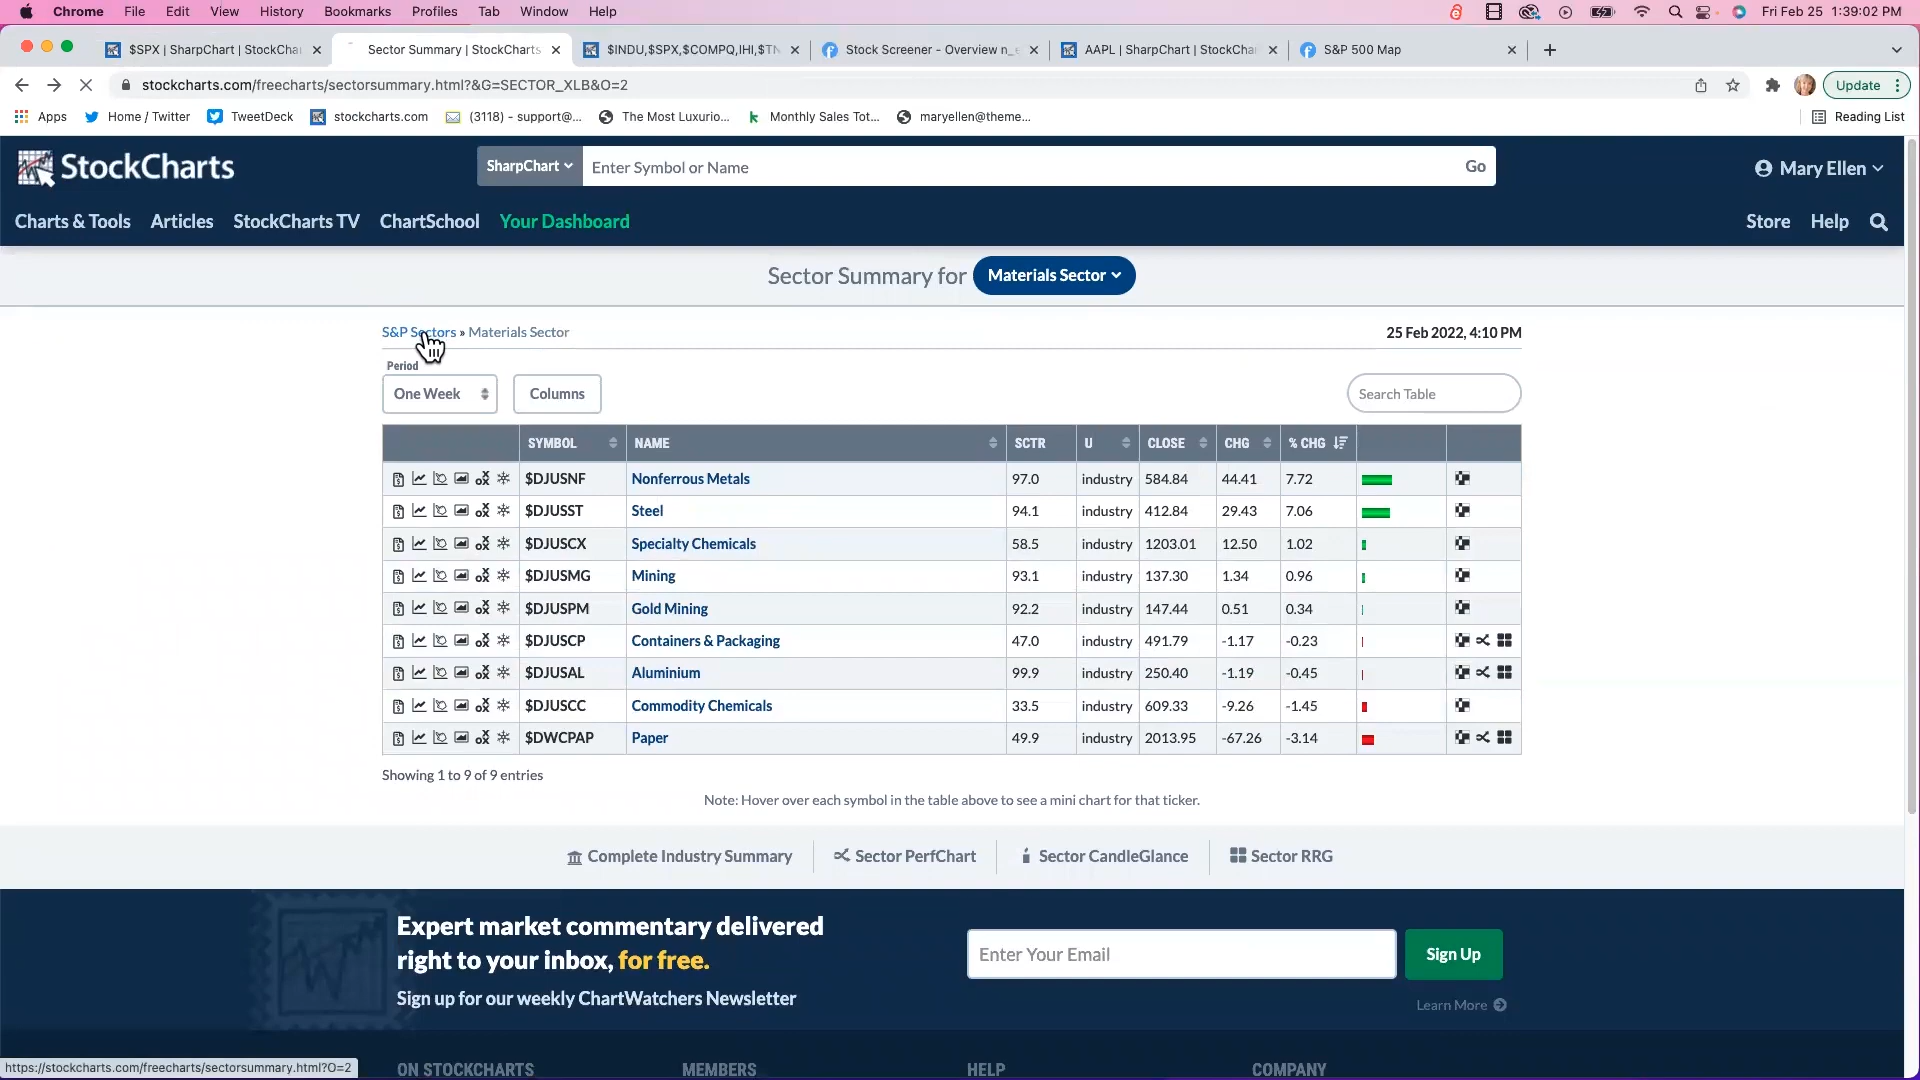 Chrome File Edit View History Bookmarks Profiles Tab Window Help Fri Feb 25 1:39:02 PM
$SPX | SharpChart | StockChar Sector Summary | StockCharts $INDU,$SPX,$COMPQ,IHI,$TN Stock Screener - Overview n_e AAPL | SharpChart | StockChar S&P 500 Map
stockcharts.com/freecharts/sectorsummary.html?&G=SECTOR_XLB&O=2 Update
Apps Home / Twitter TweetDeck stockcharts.com (3118) - support@... The Most Luxurio... Monthly Sales Tot... maryellen@theme... Reading List
StockCharts SharpChart Enter Symbol or Name Go Mary Ellen
Charts & Tools Articles StockCharts TV ChartSchool Your Dashboard Store Help
Sector Summary for Materials Sector
S&P Sectors » Materials Sector 25 Feb 2022, 4:10 PM
Period
One Week Columns Search Table
SYMBOL NAME SCTR U CLOSE CHG % CHG
$DJUSNF Nonferrous Metals 97.0 industry 584.84 44.41 7.72
$DJUSST Steel 94.1 industry 412.84 29.43 7.06
$DJUSCX Specialty Chemicals 58.5 industry 1203.01 12.50 1.02
$DJUSMG Mining 93.1 industry 137.30 1.34 0.96
$DJUSPM Gold Mining 92.2 industry 147.44 0.51 0.34
$DJUSCP Containers & Packaging 47.0 industry 491.79 -1.17 -0.23
$DJUSAL Aluminium 99.9 industry 250.40 -1.19 -0.45
$DJUSCC Commodity Chemicals 33.5 industry 609.33 -9.26 -1.45
$DWCPAP Paper 49.9 industry 2013.95 -67.26 -3.14
Showing 1 to 9 of 9 entries
Note: Hover over each symbol in the table above to see a mini chart for that ticker.
Complete Industry Summary Sector PerfChart Sector CandleGlance Sector RRG
Expert market commentary delivered
right to your inbox, for free.
Enter Your Email Sign Up
Sign up for our weekly ChartWatchers Newsletter
Learn More
https://stockcharts.com/freecharts/sectorsummary.html?O=2
ON STOCKCHARTS MEMBERS HELP COMPANY